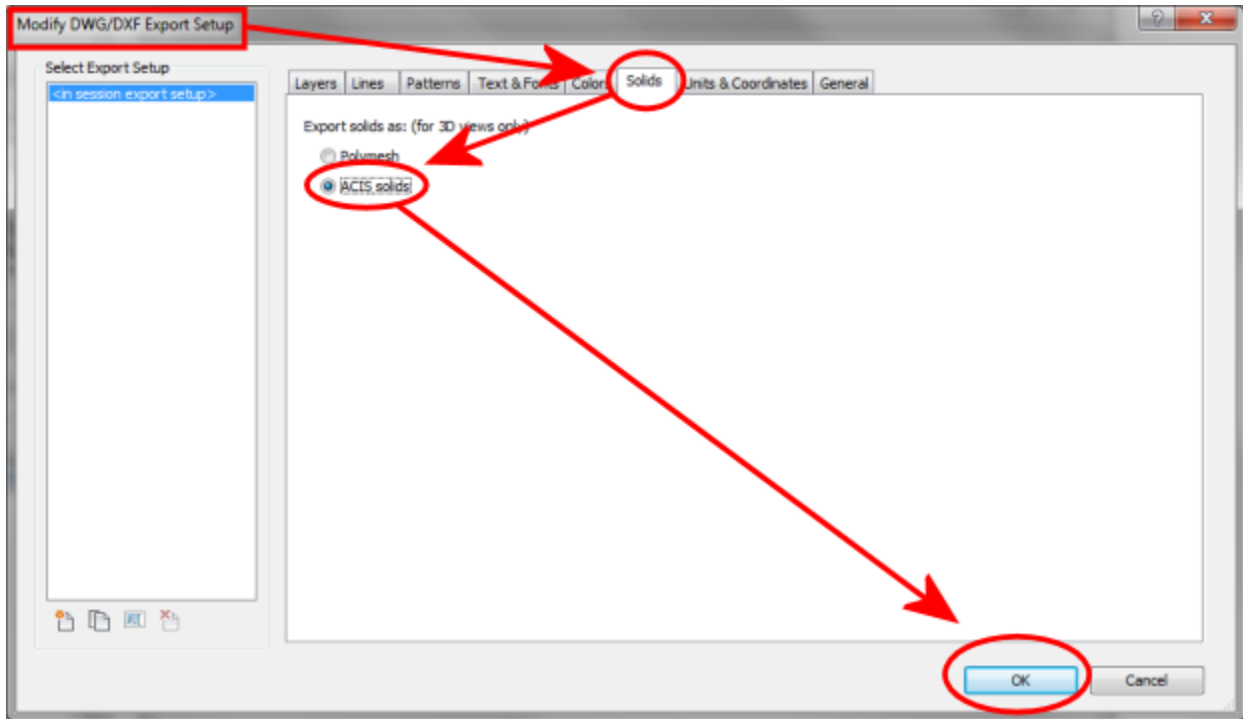 Modify DWG/DXF Export Setup
Select Export Setup
<in session export setup>
Layers Lines Patterns Text & Fonts Colors Solids Units & Coordinates General
Export solids as: (for 3D views only)
Polymesh
ACIS solids
OK Cancel